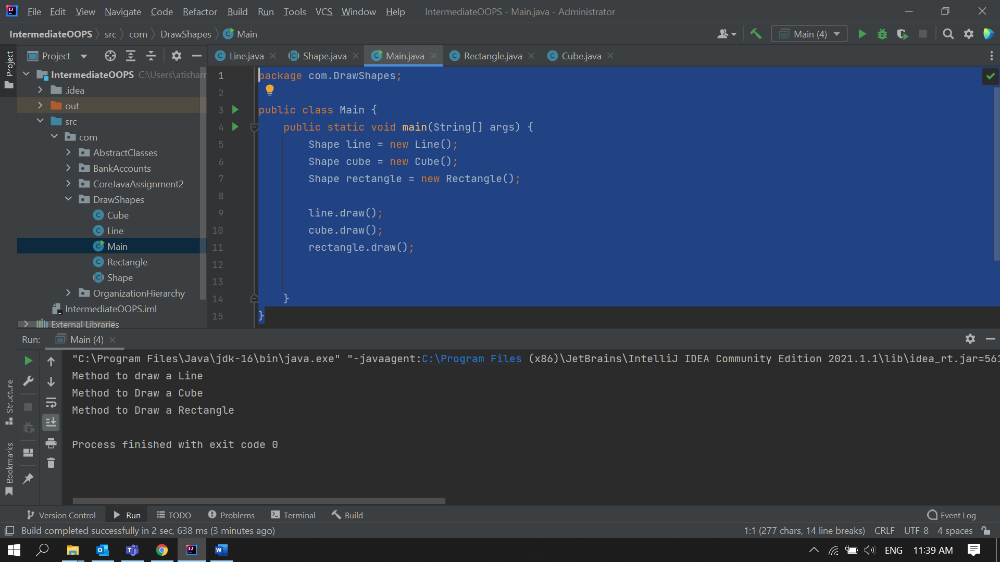 File Edit View Navigate Code Refactor Build Run Tools VCS Window Help IntermediateOOPS - Main.java - Administrator
IntermediateOOPS src com DrawShapes Main Main (4)
Project
Project
Line.java Shape.java Main.java Rectangle.java Cube.java
IntermediateOOPS C:\Users\atishar
.idea
out
src
com
AbstractClasses
BankAccounts
CoreJavaAssignment2
DrawShapes
Cube
Line
Main
Rectangle
Shape
OrganizationHierarchy
IntermediateOOPS.iml
External Libraries
1 package com.DrawShapes;
2
3 public class Main {
4 public static void main(String[] args) {
5 Shape line = new Line();
6 Shape cube = new Cube();
7 Shape rectangle = new Rectangle();
8
9 line.draw();
10 cube.draw();
11 rectangle.draw();
12
13
14 }
15 }
Run: Main (4)
"C:\Program Files\Java\jdk-16\bin\java.exe" "-javaagent:C:\Program Files (x86)\JetBrains\IntelliJ IDEA Community Edition 2021.1.1\lib\idea_rt.jar=561
Method to draw a Line
Method to Draw a Cube
Method to Draw a Rectangle
Process finished with exit code 0
Structure
Bookmarks
Version Control Run TODO Problems Terminal Build Event Log
Build completed successfully in 2 sec, 638 ms (3 minutes ago) 1:1 (277 chars, 14 line breaks) CRLF UTF-8 4 spaces
ENG 11:39 AM